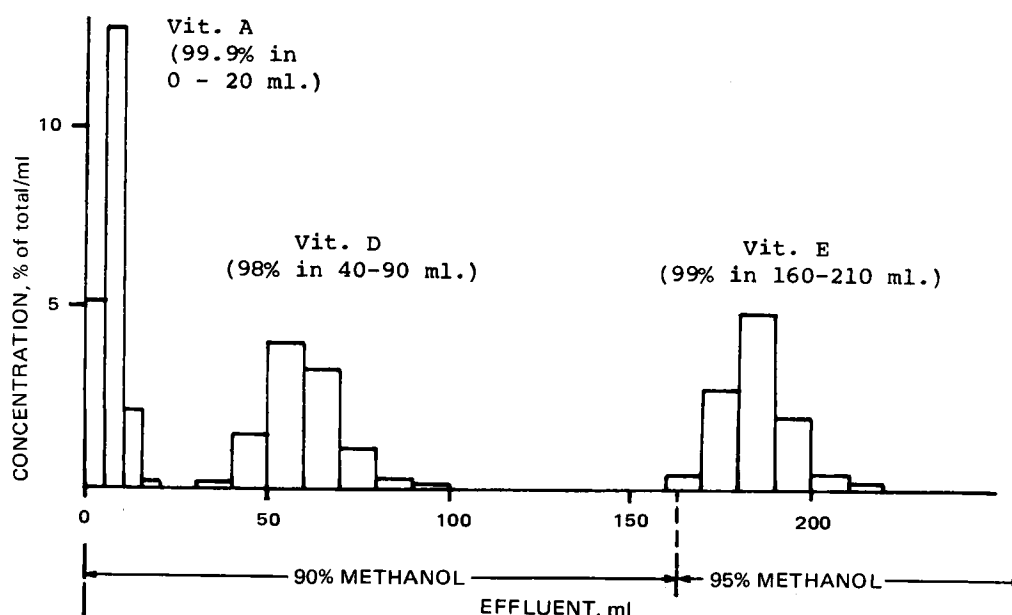 Vit. A
(99.9% in
0 - 20 ml.)
10
5
CONCENTRATION, % of total/ml
Vit. D
(98% in 40-90 ml.)
Vit. E
(99% in 160-210 ml.)
0 50 100 150 200
90% METHANOL 95% METHANOL
EFFLUENT, ml